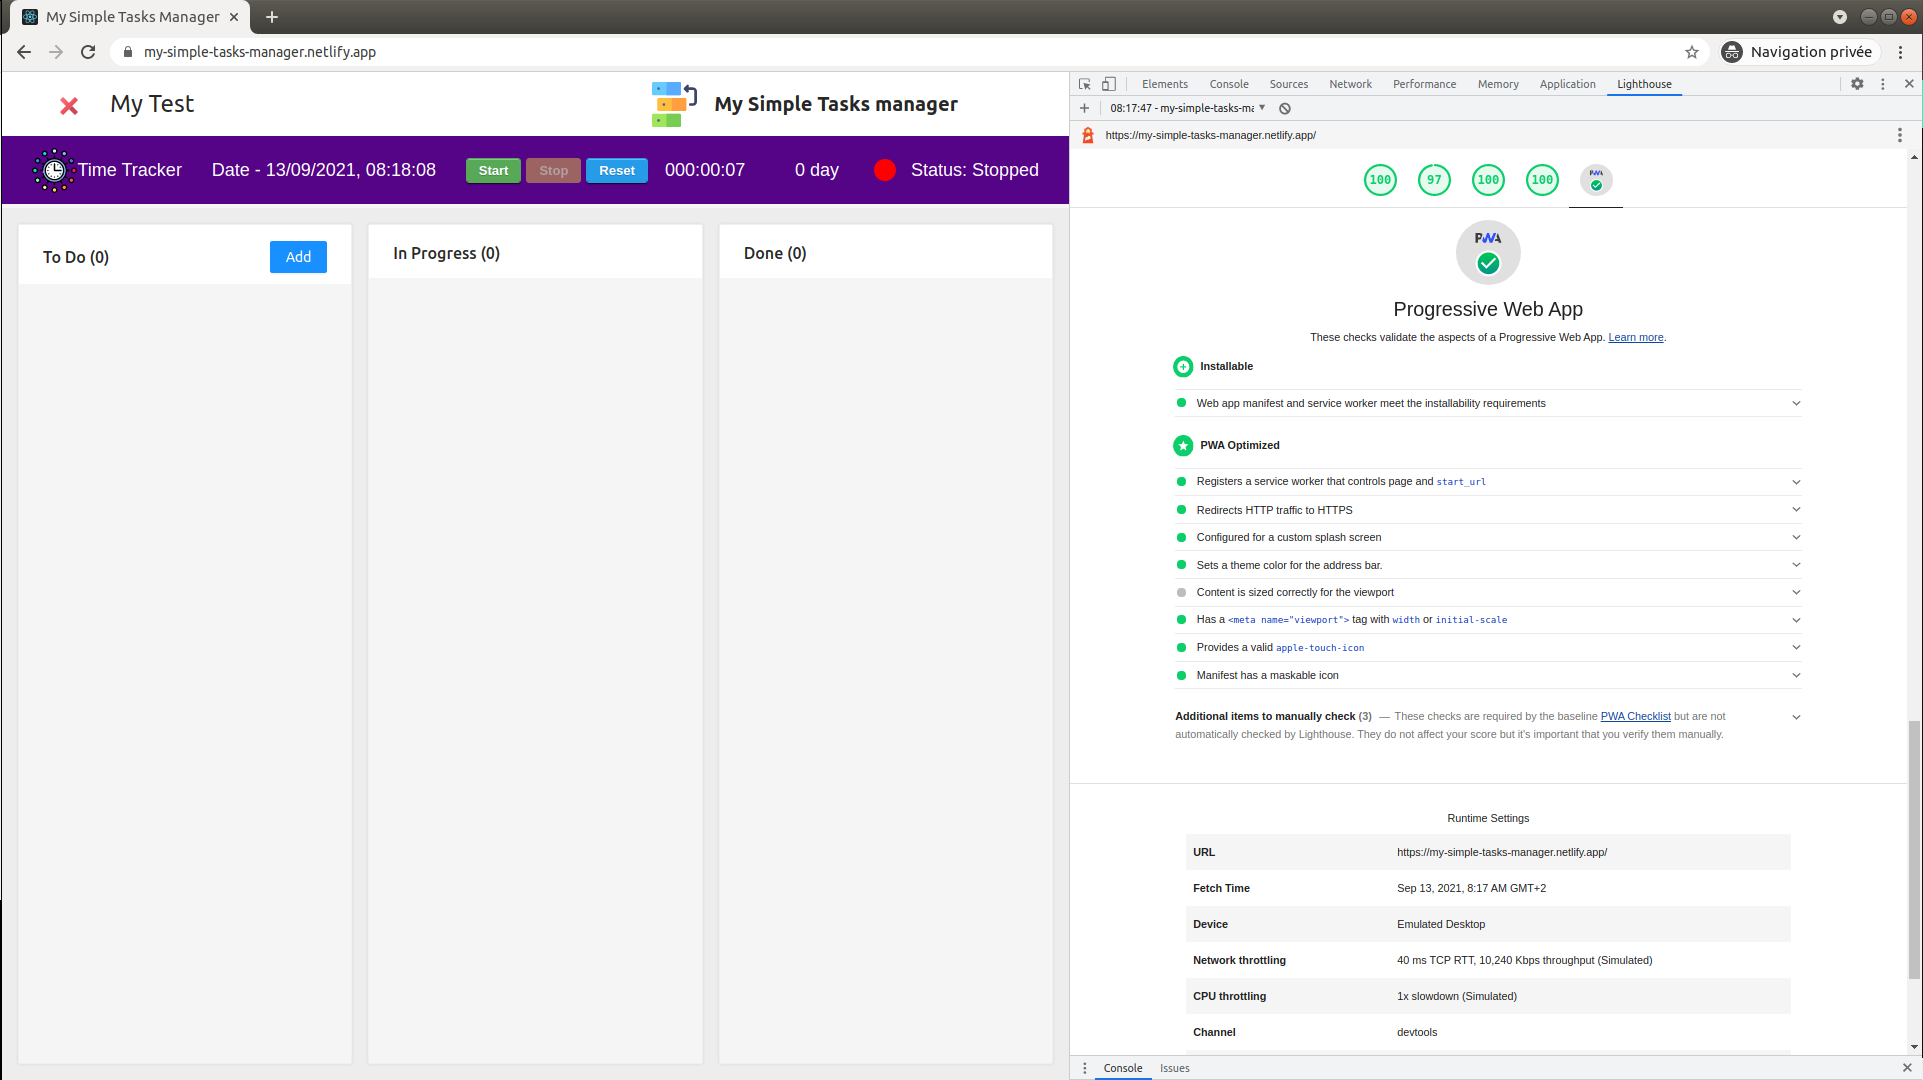 My Simple Tasks Manager
my-simple-tasks-manager.netlify.app
Navigation privée
My Test
My Simple Tasks manager
Time Tracker
Date - 13/09/2021, 08:18:08
Start
Stop
Reset
000:00:07
0 day
Status: Stopped
To Do (0)
Add
In Progress (0)
Done (0)
Elements
Console
Sources
Network
Performance
Memory
Application
Lighthouse
08:17:47 - my-simple-tasks-ma
https://my-simple-tasks-manager.netlify.app/
100
97
100
100
PWA
PWA
Progressive Web App
These checks validate the aspects of a Progressive Web App. Learn more.
Installable
Web app manifest and service worker meet the installability requirements
PWA Optimized
Registers a service worker that controls page and start_url
Redirects HTTP traffic to HTTPS
Configured for a custom splash screen
Sets a theme color for the address bar.
Content is sized correctly for the viewport
Has a <meta name="viewport"> tag with width or initial-scale
Provides a valid apple-touch-icon
Manifest has a maskable icon
Additional items to manually check (3) — These checks are required by the baseline PWA Checklist but are not
automatically checked by Lighthouse. They do not affect your score but it's important that you verify them manually.
Runtime Settings
URL https://my-simple-tasks-manager.netlify.app/
Fetch Time Sep 13, 2021, 8:17 AM GMT+2
Device Emulated Desktop
Network throttling 40 ms TCP RTT, 10,240 Kbps throughput (Simulated)
CPU throttling 1x slowdown (Simulated)
Channel devtools
Console
Issues